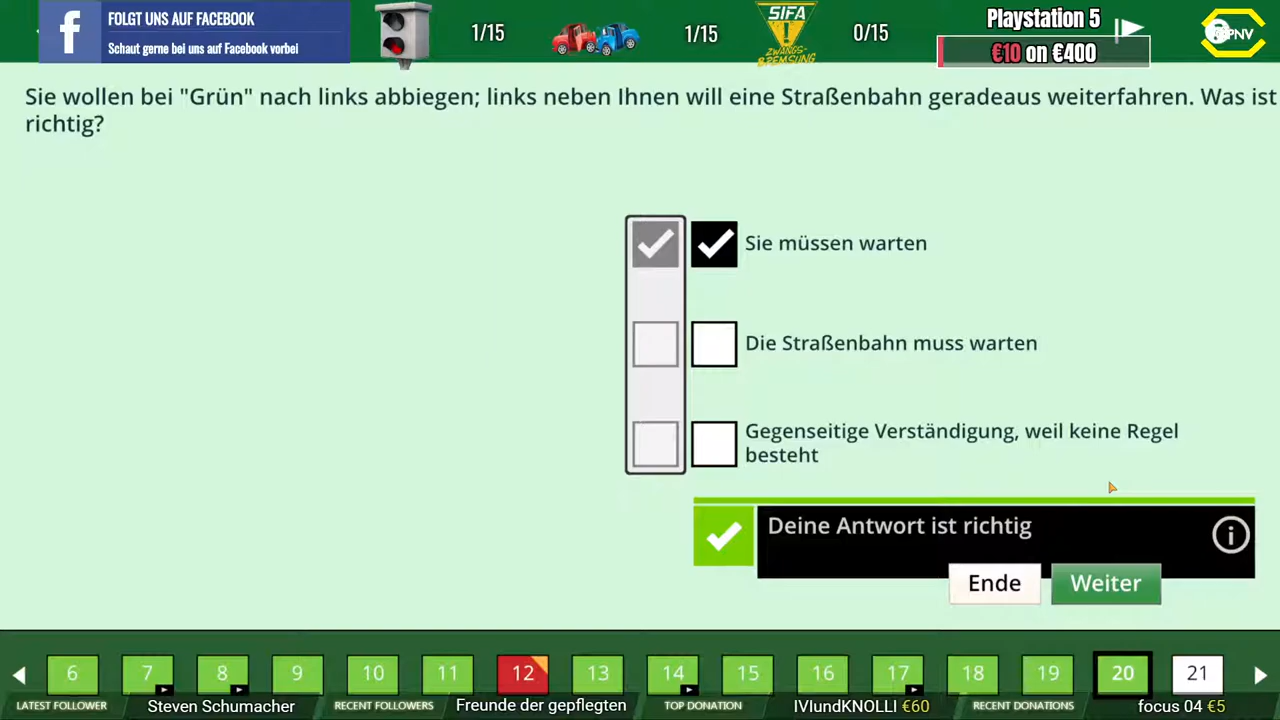 FOLGT UNS AUF FACEBOOK
Schaut gerne bei uns auf Facebook vorbei
1/15
1/15
SIFA
ZWANGS-
BREMSUNG
0/15
Playstation 5
€10 on €400
ÖPNV
Sie wollen bei "Grün" nach links abbiegen; links neben Ihnen will eine Straßenbahn geradeaus weiterfahren. Was ist
richtig?
Sie müssen warten
Die Straßenbahn muss warten
Gegenseitige Verständigung, weil keine Regel
besteht
Deine Antwort ist richtig
Ende
Weiter
6 7 8 9 10 11 12 13 14 15 16 17 18 19 20 21
LATEST FOLLOWER Steven Schumacher RECENT FOLLOWERS Freunde der gepflegten TOP DONATION IVIundKNOLLI €60 RECENT DONATIONS focus 04 €5